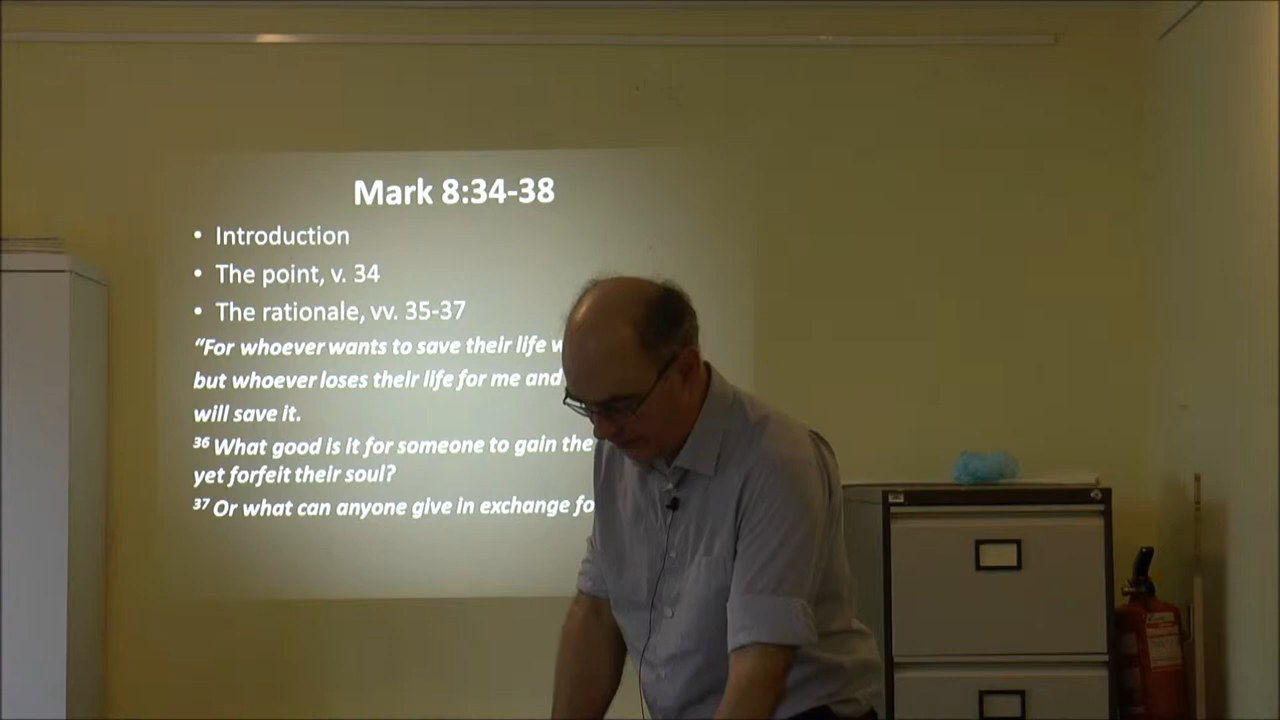 Mark 8:34-38
• Introduction
• The point, v. 34
• The rationale, vv. 35-37
“For whoever wants to save their life
but whoever loses their life for me and
will save it.
36 What good is it for someone to gain the
yet forfeit their soul?
37 Or what can anyone give in exchange